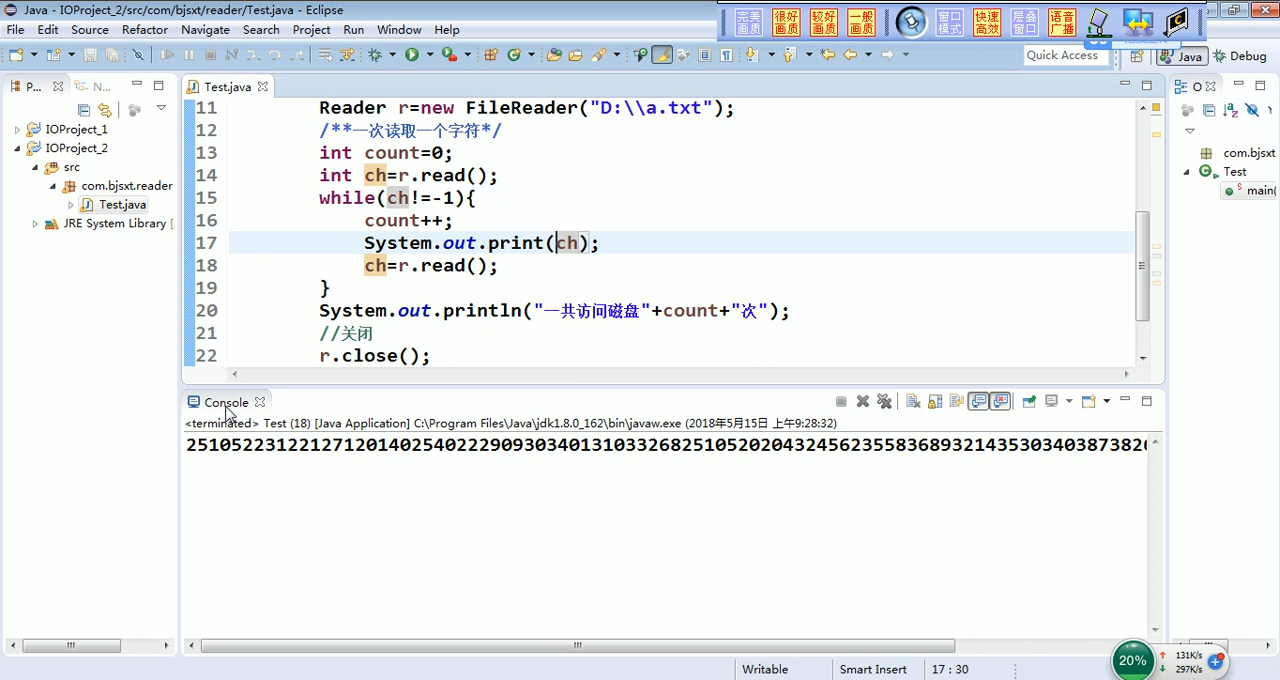 Java - IOProject_2/src/com/bjsxt/reader/Test.java - Eclipse
完美画质 很好画质 较好画质 一般画质 窗口模式 快速高效 层叠窗口 语音广播
File Edit Source Refactor Navigate Search Project Run Window Help
Quick Access Java Debug
P... N... Test.java O
IOProject_1
IOProject_2
src
com.bjsxt.reader
Test.java
JRE System Library [
11 Reader r=new FileReader("D:\\a.txt");
12 /**一次读取一个字符*/
13 int count=0;
14 int ch=r.read();
15 while(ch!=-1){
16 count++;
17 System.out.print(ch);
18 ch=r.read();
19 }
20 System.out.println("一共访问磁盘"+count+"次");
21 //关闭
22 r.close();
com.bjsxt
Test
main(
Console
<terminated> Test (18) [Java Application] C:\Program Files\Java\jdk1.8.0_162\bin\javaw.exe (2018年5月15日 上午9:28:32)
2510522312212712014025402229093034013103326825105202043245623558368932143530340387382
Writable Smart Insert 17 : 30
20% 131K/s
297K/s